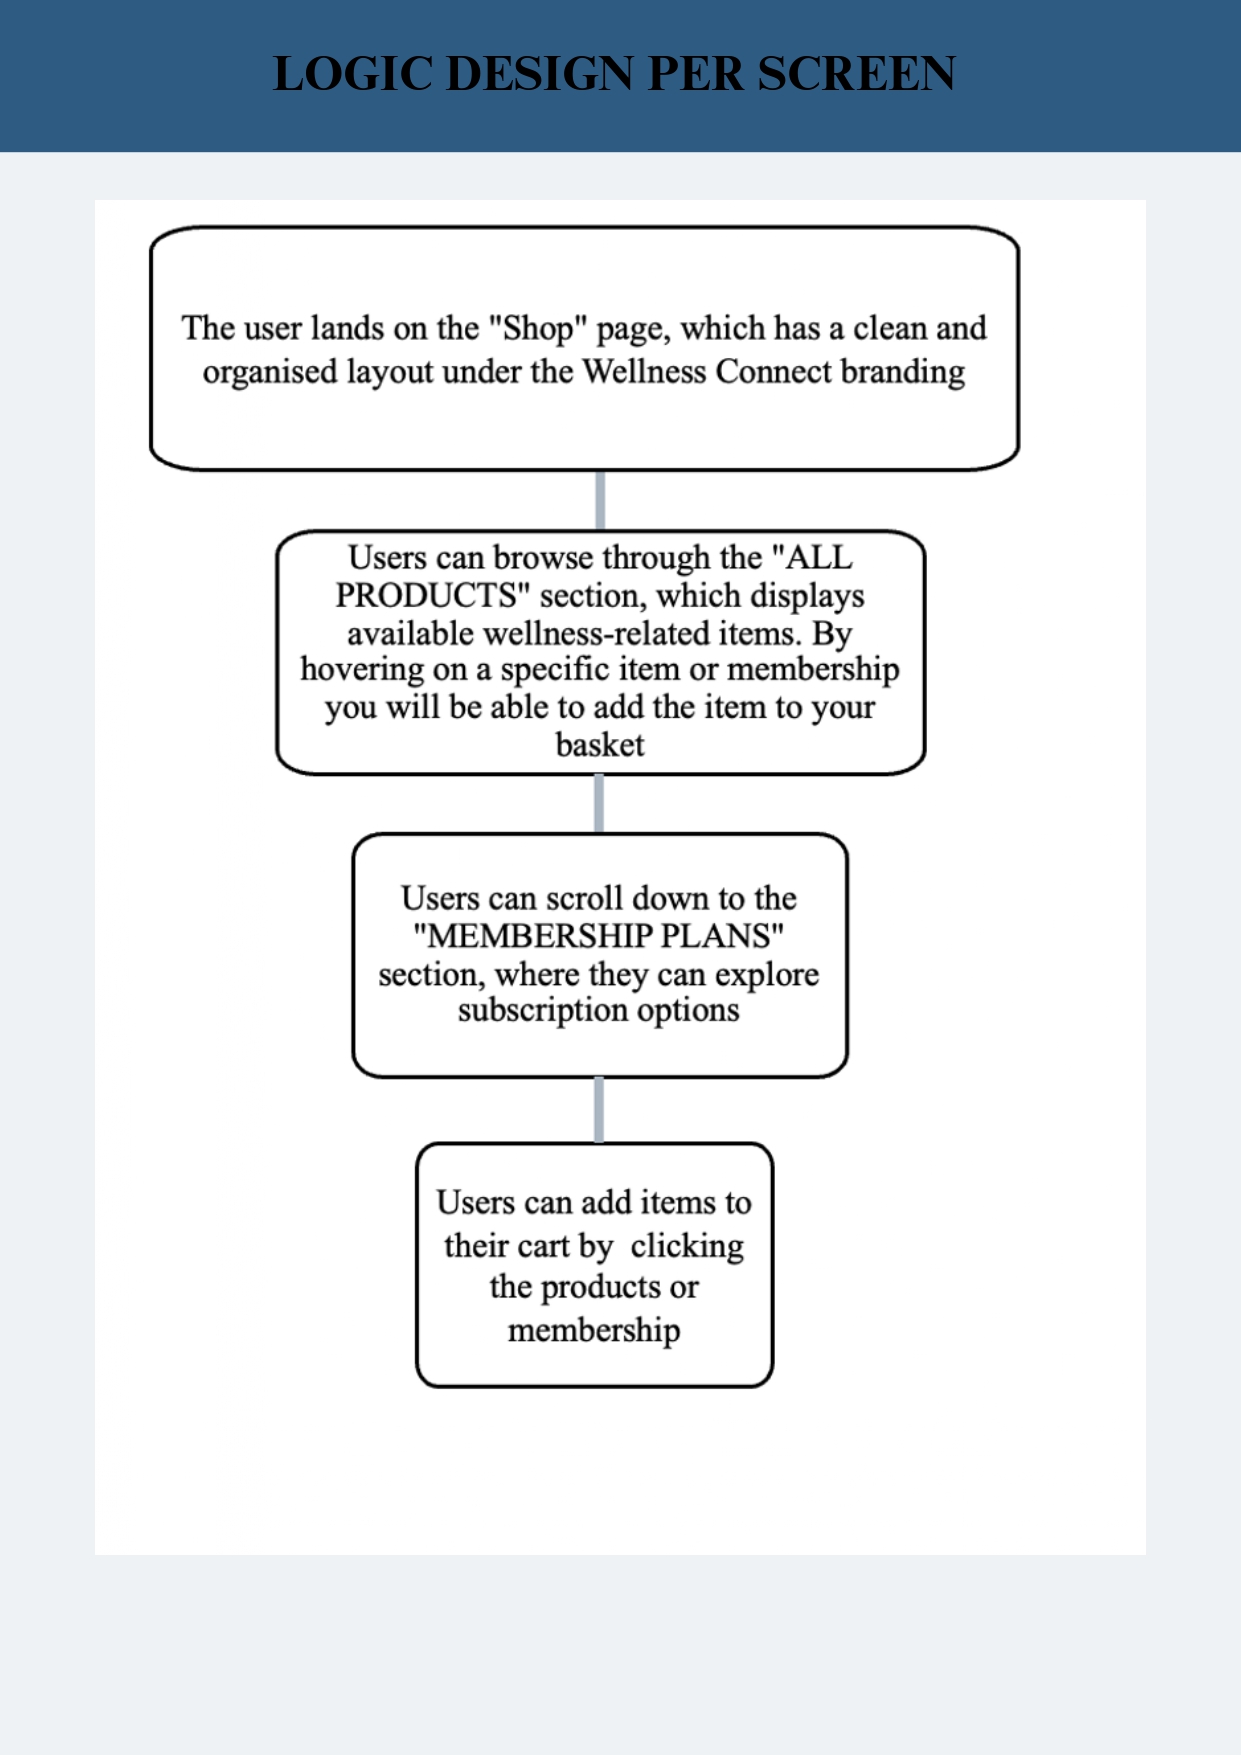 LOGIC DESIGN PER SCREEN
The user lands on the "Shop" page, which has a clean and
organised layout under the Wellness Connect branding
Users can browse through the "ALL
PRODUCTS" section, which displays
available wellness-related items. By
hovering on a specific item or membership
you will be able to add the item to your
basket
Users can scroll down to the
"MEMBERSHIP PLANS"
section, where they can explore
subscription options
Users can add items to
their cart by  clicking
the products or
membership